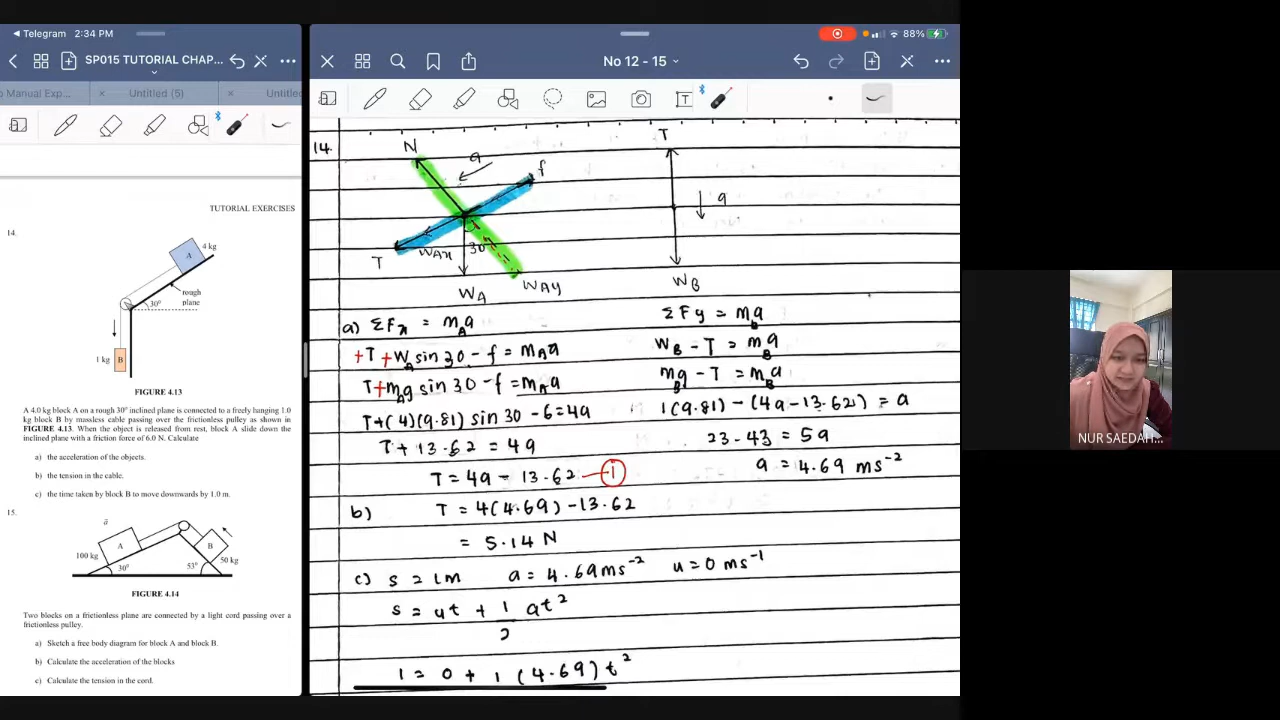 Telegram 2:34 PM
88%
SP015 TUTORIAL CHAP...
No 12 - 15
o Manual Exp...
Untitled (5)
Untitle
TUTORIAL EXERCISES
14.
A
4 kg
rough
plane
30°
1 kg
B
FIGURE 4.13
A 4.0 kg block A on a rough 30° inclined plane is connected to a freely hanging 1.0
kg block B by massless cable passing over the frictionless pulley as shown in
FIGURE 4.13. When the object is released from rest, block A slide down the
inclined plane with a friction force of 6.0 N. Calculate
a) the acceleration of the objects.
b) the tension in the cable.
c) the time taken by block B to move downwards by 1.0 m.
15.
a
A
B
100 kg
50 kg
30°
53°
FIGURE 4.14
Two blocks on a frictionless plane are connected by a light cord passing over a
frictionless pulley.
a) Sketch a free body diagram for block A and block B.
b) Calculate the acceleration of the blocks
c) Calculate the tension in the cord.
14.
N
a
f
T
WAx
30
WA
WAy
T
a
WB
a) ΣFx = mAa
+T +WA sin 30 - f = mAa
T+mAg sin 30 - f = mAa
T+(4)(9.81) sin 30 - 6 = 4a
T + 13.62 = 4a
T = 4a - 13.62 — 1
ΣFy = mBa
WB - T = mBa
mBg - T = mBa
1(9.81) - (4a - 13.62) = a
23.43 = 5a
a = 4.69 ms-2
b) T = 4(4.69) - 13.62
= 5.14 N
c) s = 1m a = 4.69 ms-2 u = 0 ms-1
s = ut + 1/2 at2
1 = 0 + 1 (4.69) t2
NUR SAEDAH...